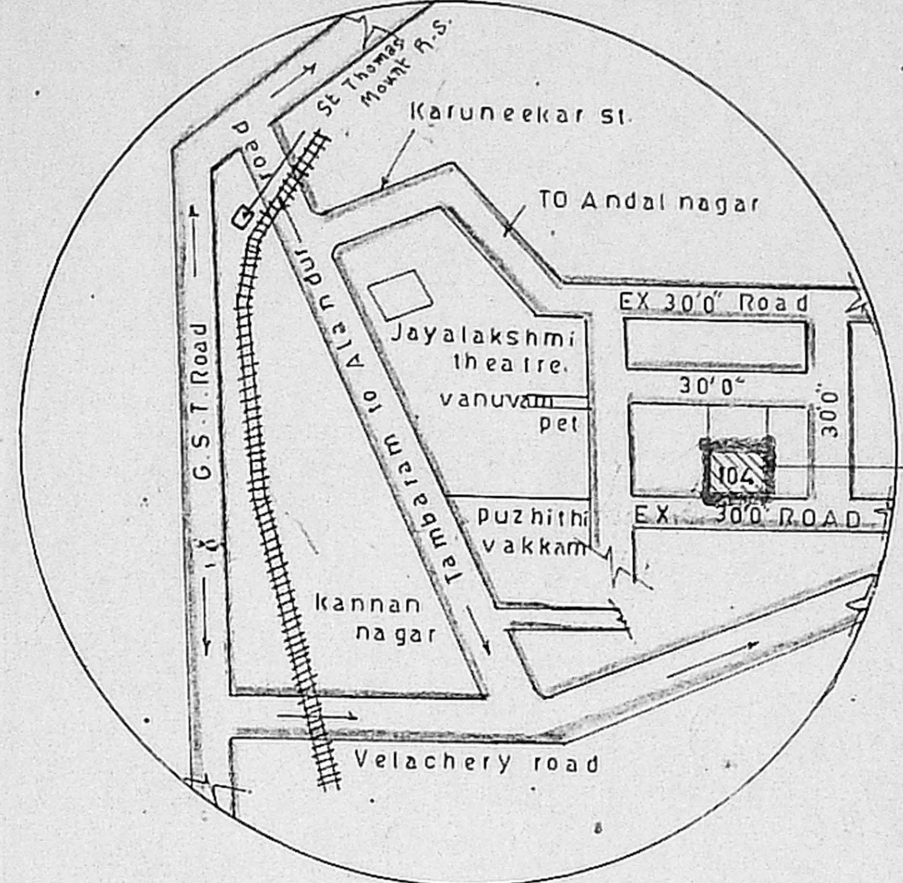 St Thomas
Mount R.S.
Karuneekar St.
TO Andal nagar
EX 30'0" Road
Jayalakshmi
theatre.
30'0"
30'0"
vanuvam
pet
104
G.S.T. Road
Tambaram to Alandur
road
puzhithi
vakkam
EX. 30'0" ROAD
kannan
nagar
Velachery road